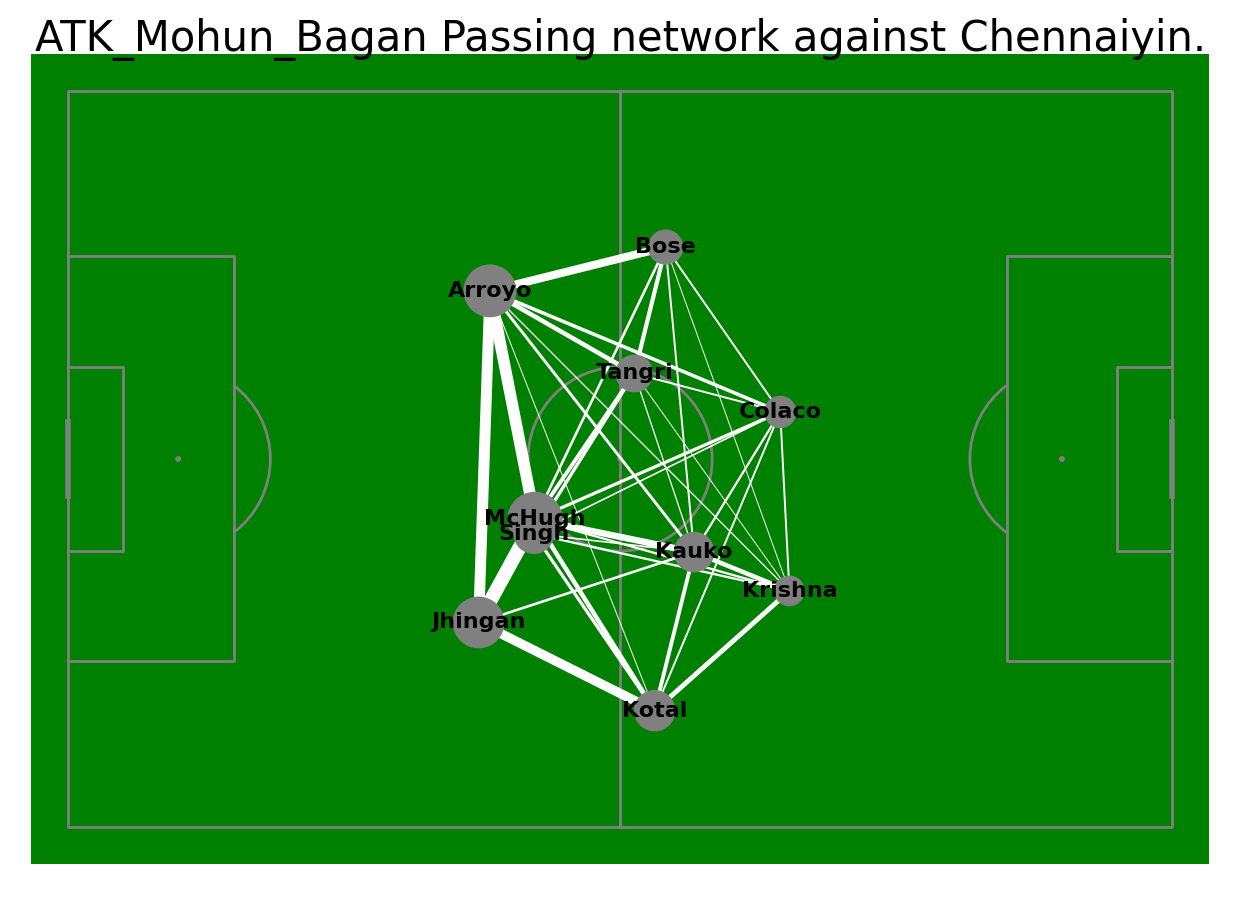 ATK_Mohun_Bagan Passing network against Chennaiyin.
Bose
Arroyo
Tangri
Colaco
McHugh
Singh
Kauko
Krishna
Jhingan
Kotal